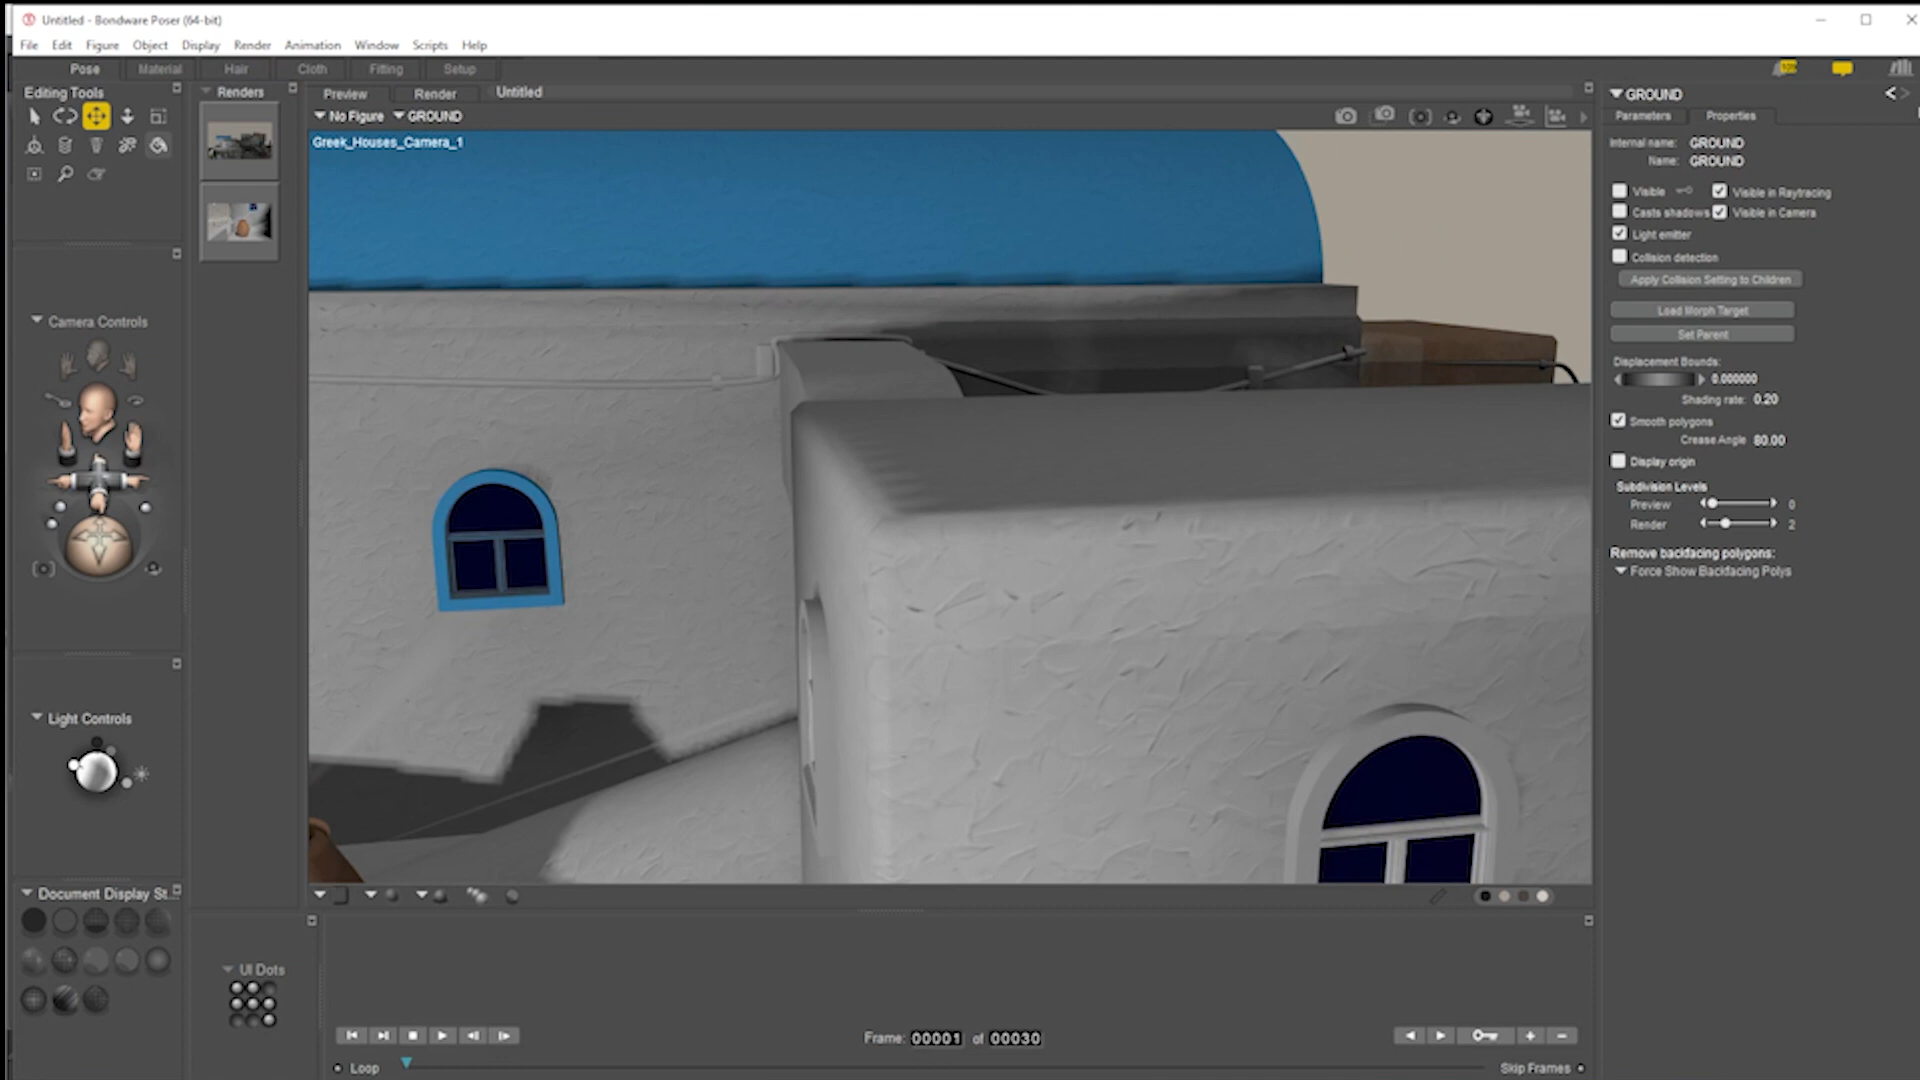 Untitled - Bondware Poser (64-bit)
File Edit Figure Object Display Render Animation Window Scripts Help
Pose Material Hair Cloth Fitting Setup
Editing Tools
Renders
Preview Render Untitled
No Figure GROUND
Greek_Houses_Camera_1
Camera Controls
Light Controls
Document Display St...
UI Dots
Frame: 00001 of 00030
Loop
Skip Frames
GROUND
Parameters Properties
Internal name: GROUND
Name: GROUND
Visible Visible in Raytracing
Casts shadows Visible in Camera
Light emitter
Collision detection
Apply Collision Setting to Children
Load Morph Target
Set Parent
Displacement Bounds:
0.000000
Shading rate: 0.20
Smooth polygons
Crease Angle 80.00
Display origin
Subdivision Levels
Preview 0
Render 2
Remove backfacing polygons:
Force Show Backfacing Polys